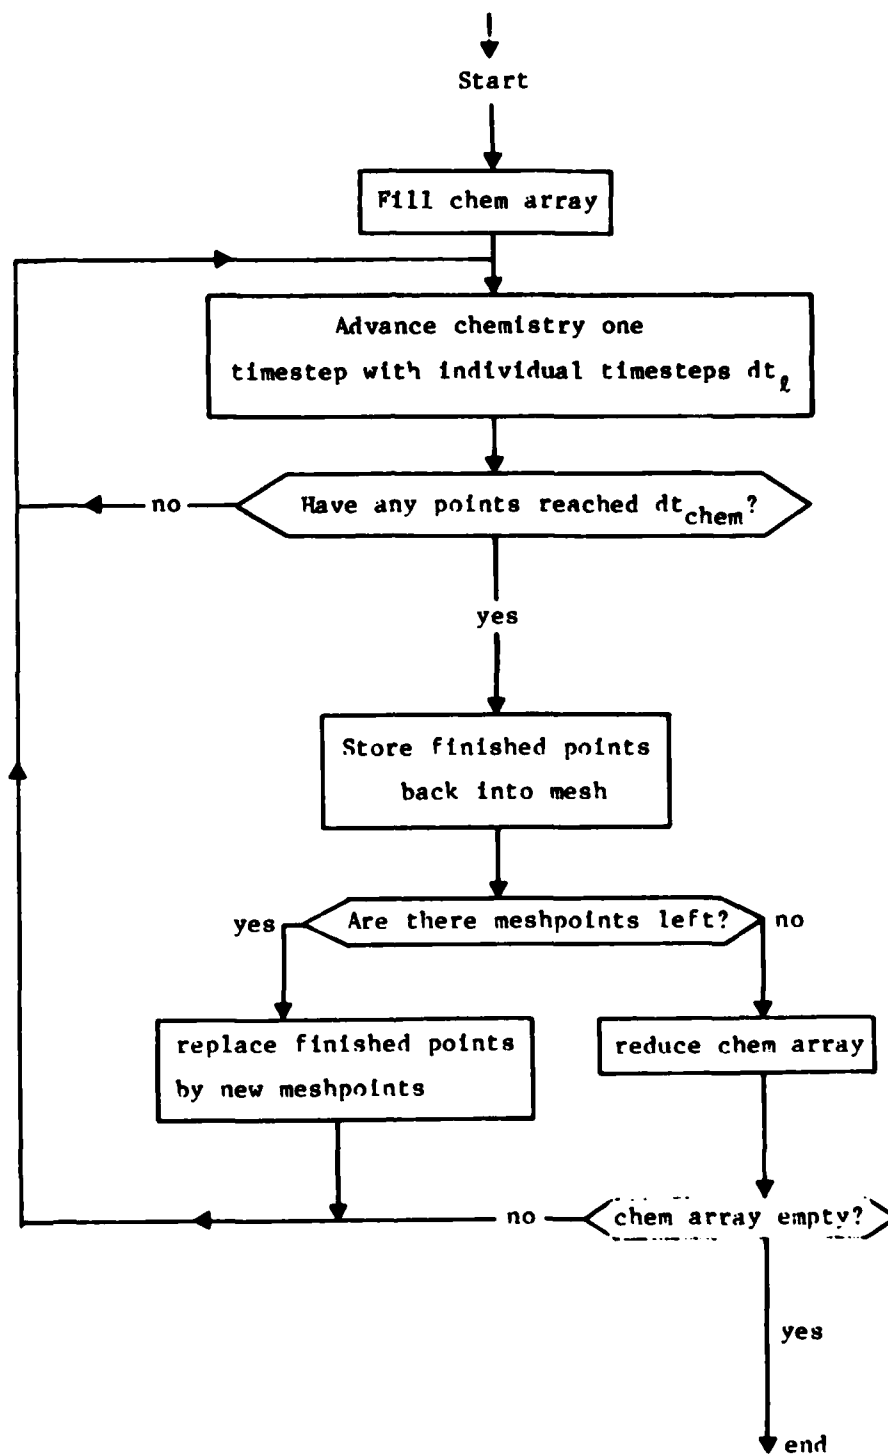 Start
Fill chem array
Advance chemistry one
timestep with individual timesteps dtℓ
Have any points reached dtchem?
no
yes
Store finished points
back into mesh
yes
Are there meshpoints left?
no
replace finished points
by new meshpoints
reduce chem array
no
chem array empty?
yes
end